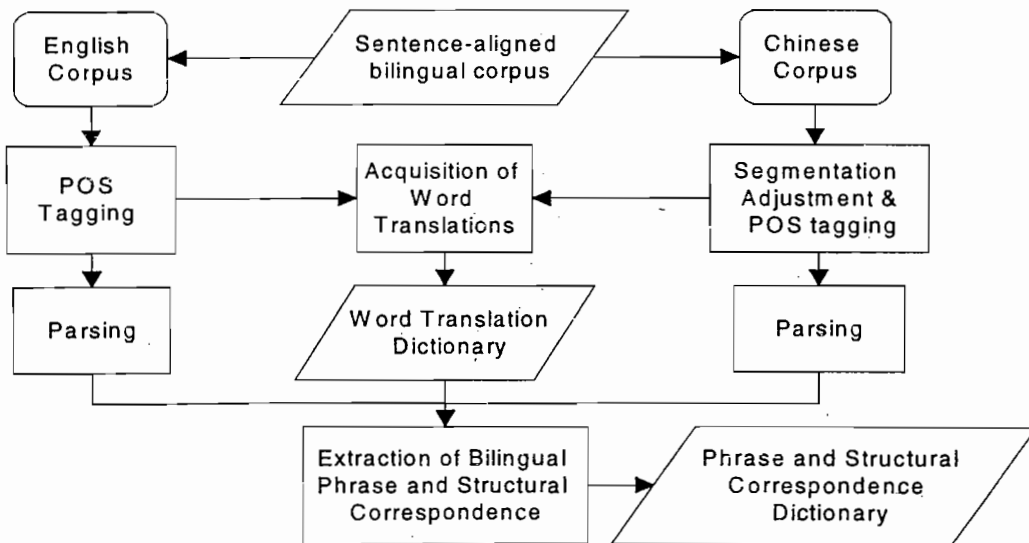 English
Corpus
Sentence-aligned
bilingual corpus
Chinese
Corpus
POS
Tagging
Acquisition of
Word
Translations
Segmentation
Adjustment &
POS tagging
Parsing
Word Translation
Dictionary
Parsing
Extraction of Bilingual
Phrase and Structural
Correspondence
Phrase and Structural
Correspondence
Dictionary